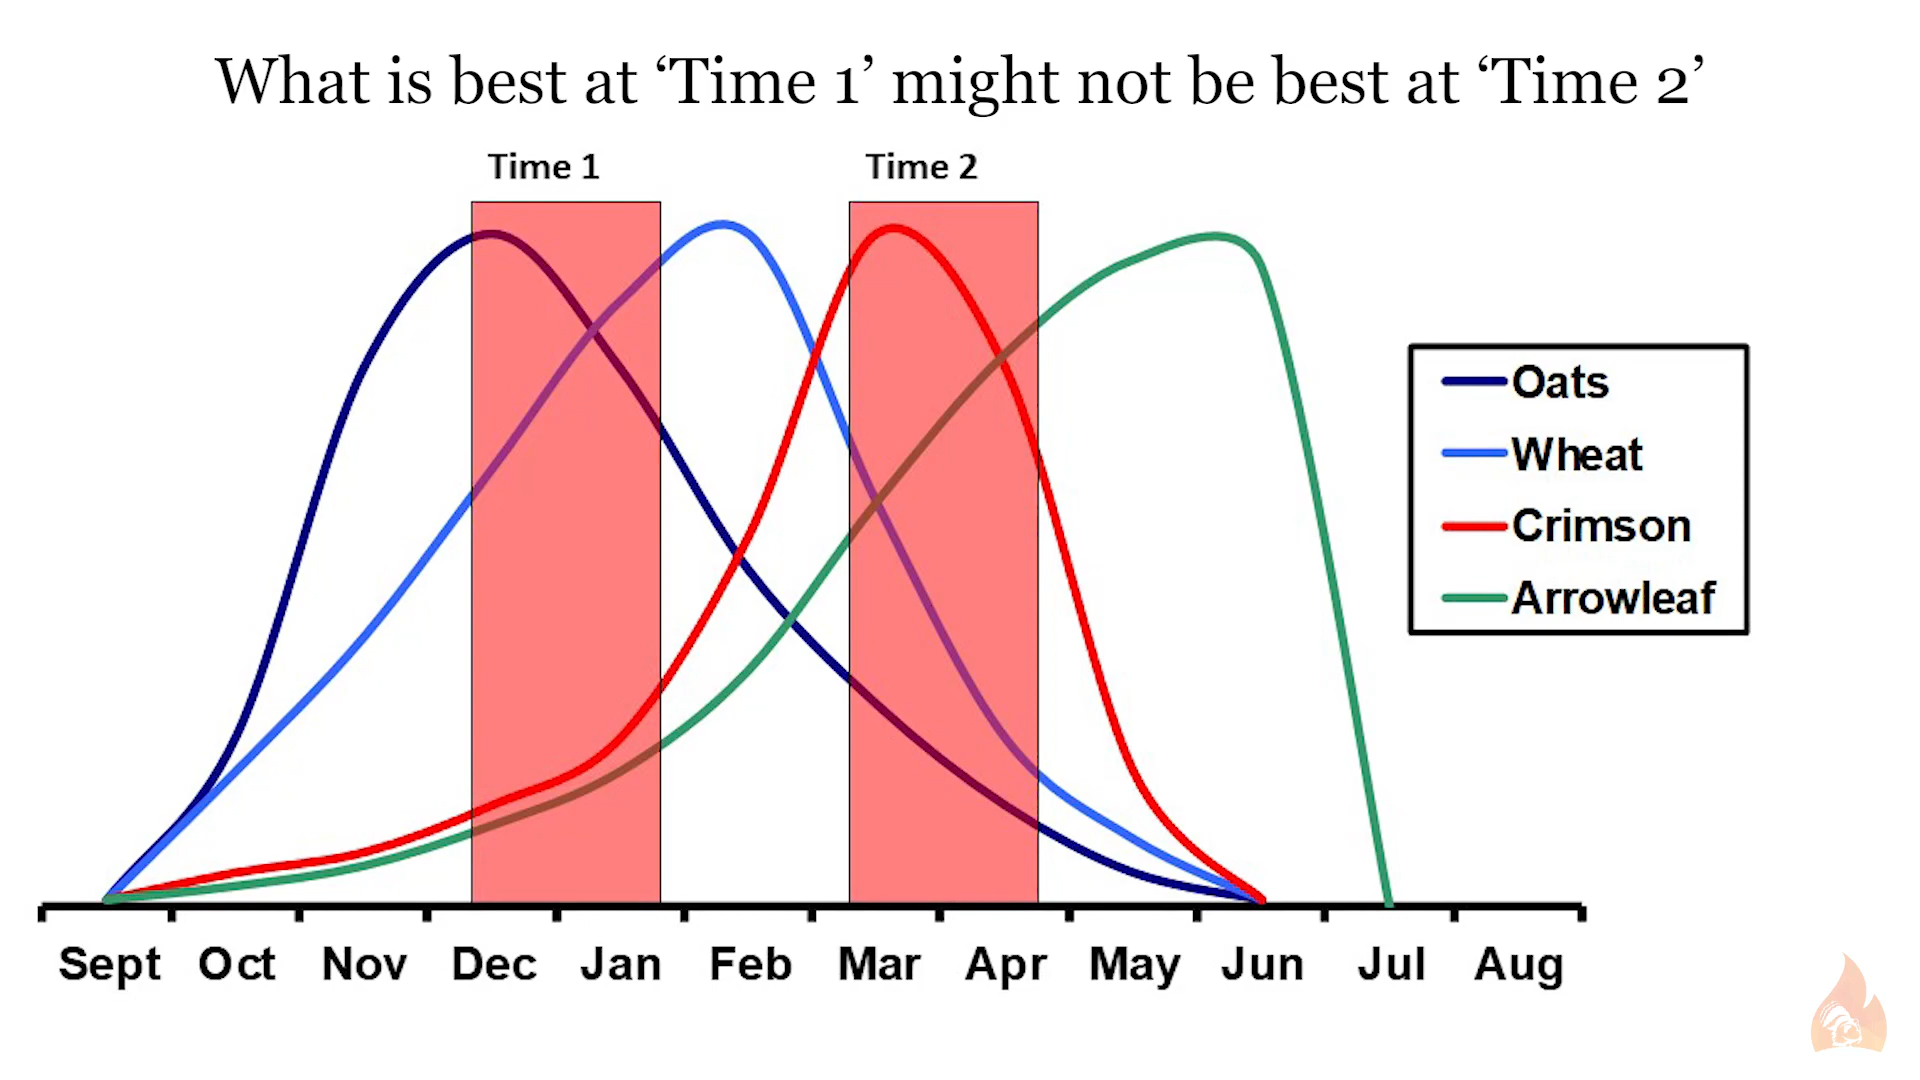 What is best at ‘Time 1’ might not be best at ‘Time 2’
Time 1
Time 2
Oats
Wheat
Crimson
Arrowleaf
Sept Oct Nov Dec Jan Feb Mar Apr May Jun Jul Aug